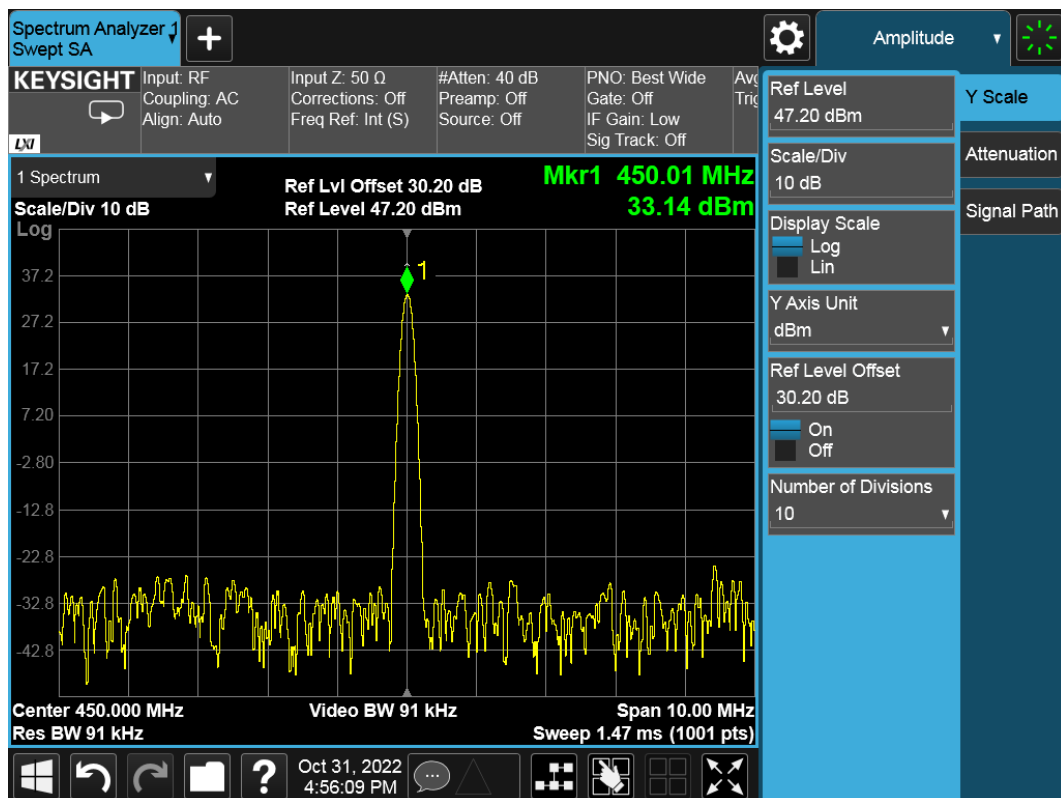 Spectrum Analyzer 1
Swept SA
Amplitude
KEYSIGHT
LXI
Input: RF
Coupling: AC
Align: Auto
Input Z: 50 Ω
Corrections: Off
Freq Ref: Int (S)
#Atten: 40 dB
Preamp: Off
Source: Off
PNO: Best Wide
Gate: Off
IF Gain: Low
Sig Track: Off
1 Spectrum
Scale/Div 10 dB
Log
Ref Lvl Offset 30.20 dB
Ref Level 47.20 dBm
Mkr1 450.01 MHz
33.14 dBm
1
37.2
27.2
17.2
7.20
-2.80
-12.8
-22.8
-32.8
-42.8
Center 450.000 MHz
Res BW 91 kHz
Video BW 91 kHz
Span 10.00 MHz
Sweep 1.47 ms (1001 pts)
Ref Level
47.20 dBm
Scale/Div
10 dB
Display Scale
Log
Lin
Y Axis Unit
dBm
Ref Level Offset
30.20 dB
On
Off
Number of Divisions
10
Y Scale
Attenuation
Signal Path
?
Oct 31, 2022
4:56:09 PM